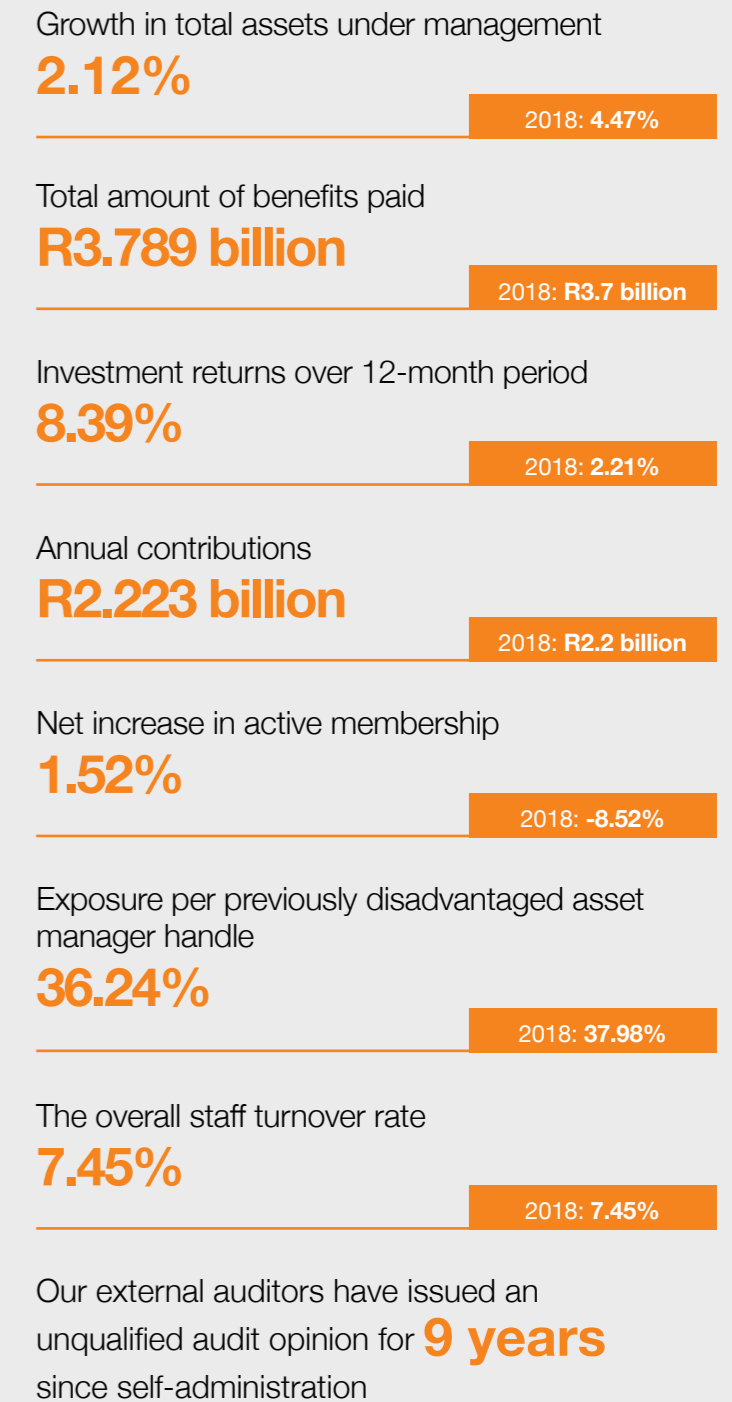 Growth in total assets under management
2.12%
2018: 4.47%
Total amount of benefits paid
R3.789 billion
2018: R3.7 billion
Investment returns over 12-month period
8.39%
2018: 2.21%
Annual contributions
R2.223 billion
2018: R2.2 billion
Net increase in active membership
1.52%
2018: -8.52%
Exposure per previously disadvantaged asset
manager handle
36.24%
2018: 37.98%
The overall staff turnover rate
7.45%
2018: 7.45%
Our external auditors have issued an
unqualified audit opinion for 9 years
since self-administration